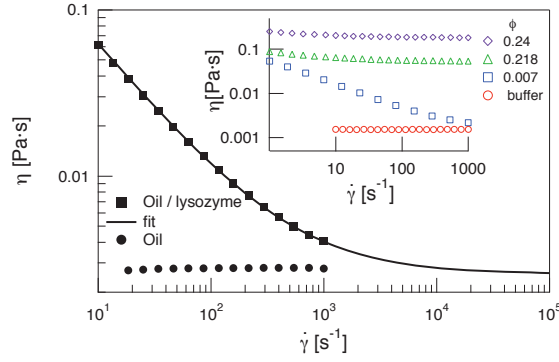 0.1
0.01
η [Pa·s]
Oil / lysozyme
fit
Oil
10^1
10^2
10^3
10^4
10^5
γ̇ [s^-1]
0.1
0.01
0.001
η[Pa·s]
10
100
1000
γ̇ [s^-1]
ϕ
0.24
0.218
0.007
buffer